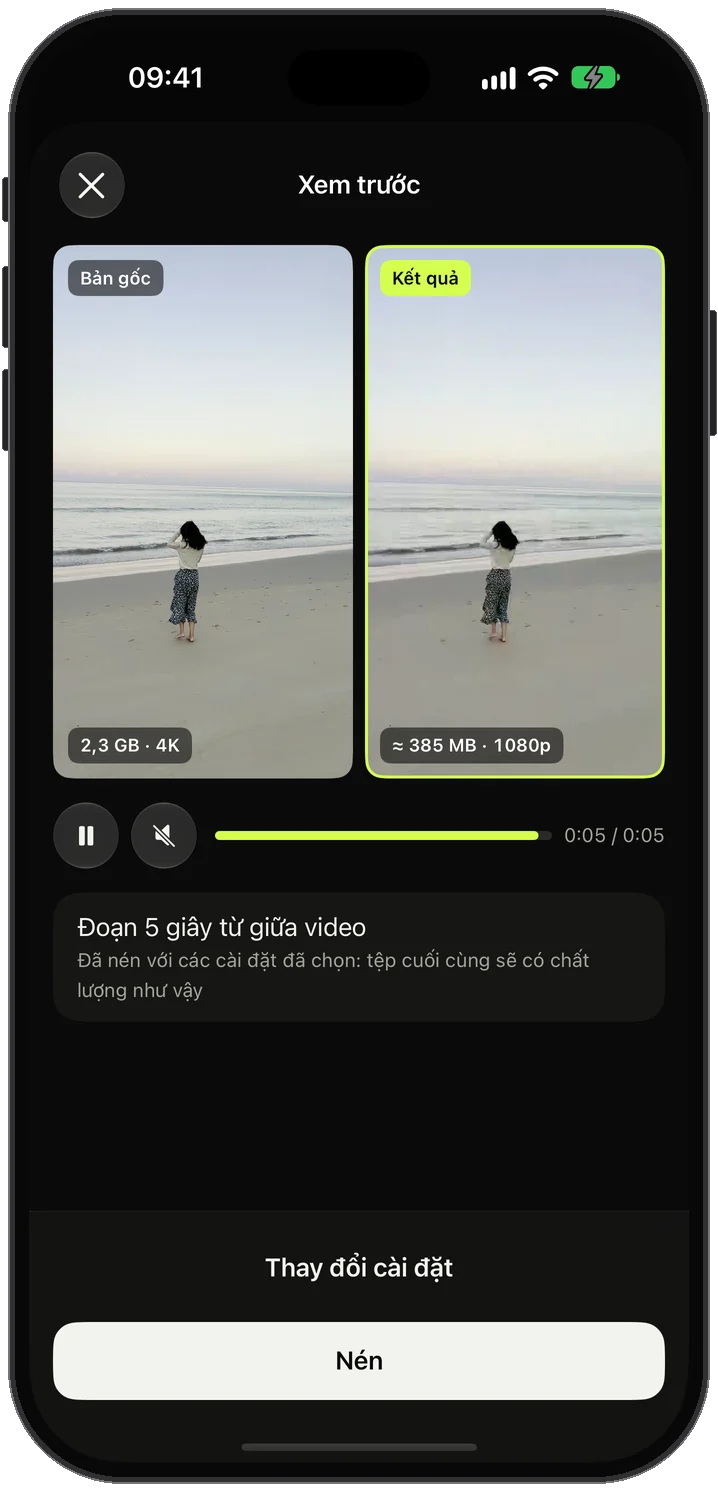 09:41
Xem trước
Bản gốc
Kết quả
2,3 GB · 4K
≈ 385 MB · 1080p
0:05 / 0:05
Đoạn 5 giây từ giữa video
Đã nén với các cài đặt đã chọn: tệp cuối cùng sẽ có chất
lượng như vậy
Thay đổi cài đặt
Nén